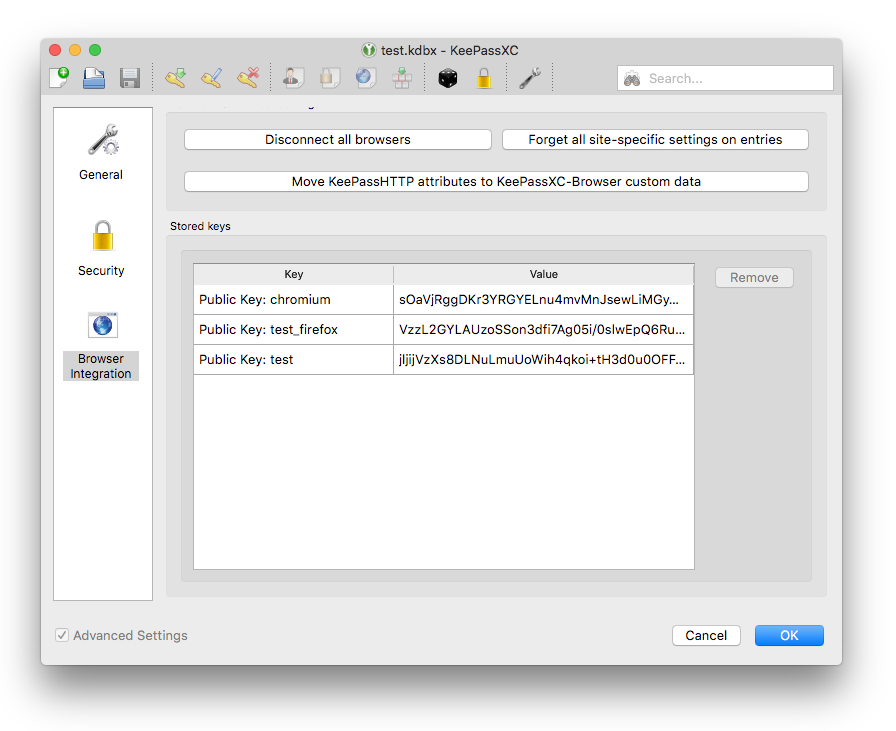 test.kdbx - KeePassXC
Search...
General
Security
Browser
Integration
Disconnect all browsers
Forget all site-specific settings on entries
Move KeePassHTTP attributes to KeePassXC-Browser custom data
Stored keys
Key
Value
Public Key: chromium
sOaVjRggDKr3YRGYELnu4mvMnJsewLiMGy...
Public Key: test_firefox
VzzL2GYLAUzoSSon3dfi7Ag05i/0slwEpQ6Ru...
Public Key: test
jljijVzXs8DLNuLmuUoWih4qkoi+tH3d0u0OFF...
Remove
Advanced Settings
Cancel
OK